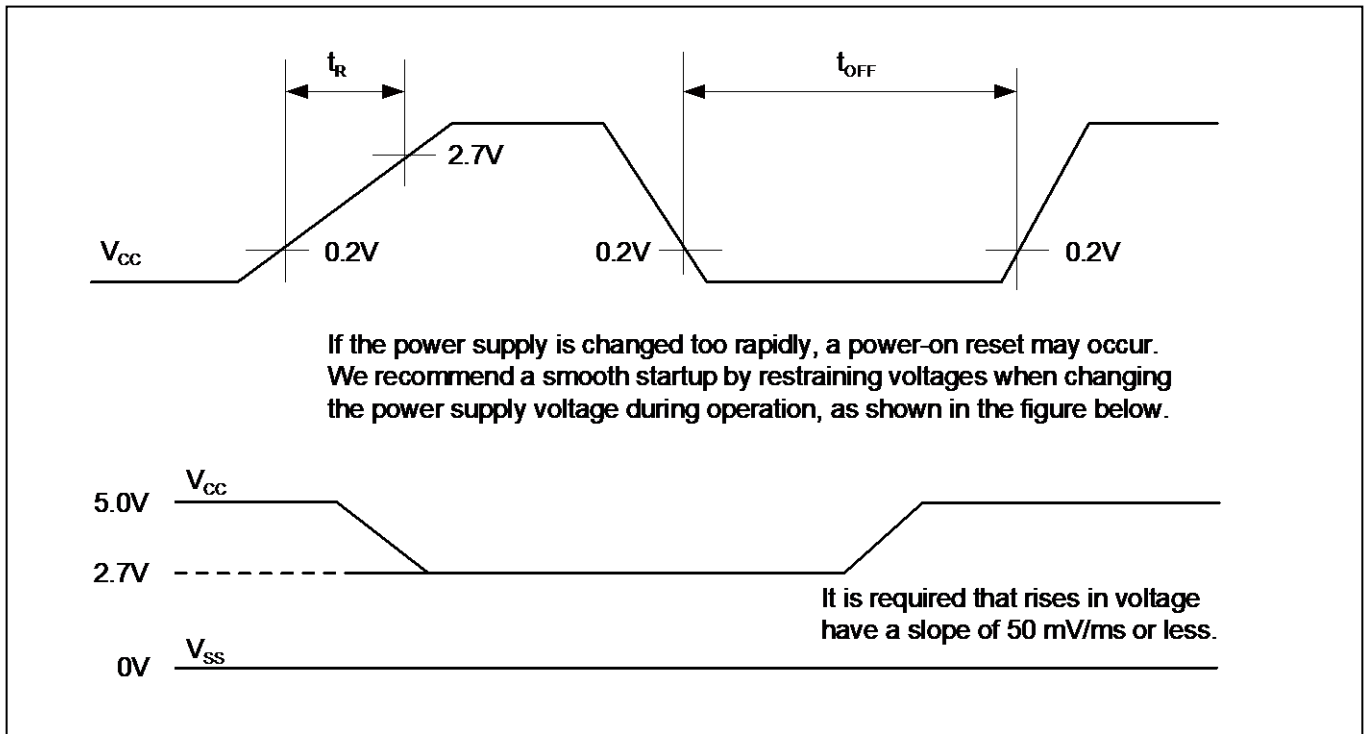 tR
tOFF
2.7V
VCC
0.2V
0.2V
0.2V
If the power supply is changed too rapidly, a power-on reset may occur.
We recommend a smooth startup by restraining voltages when changing
the power supply voltage during operation, as shown in the figure below.
VCC
5.0V
2.7V
It is required that rises in voltage
have a slope of 50 mV/ms or less.
VSS
0V